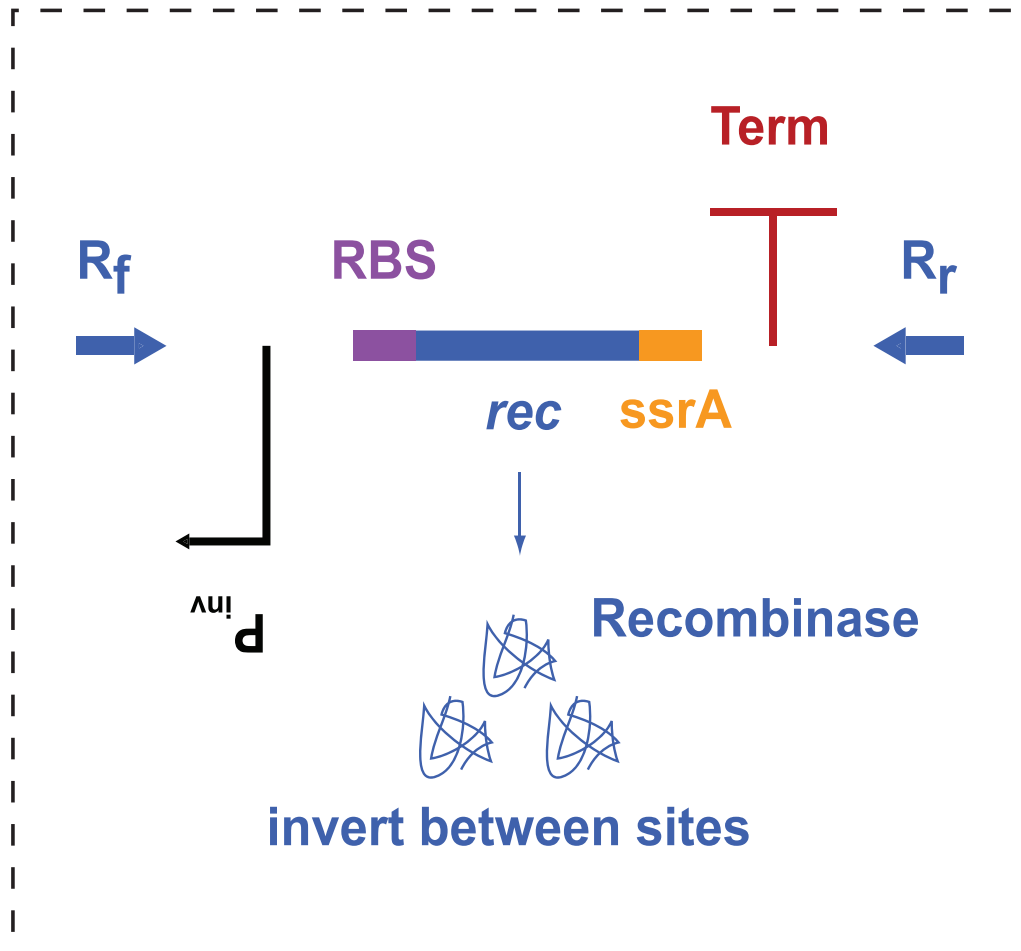 Term
Rf
RBS
Rr
rec
ssrA
Pinv
Recombinase
invert between sites